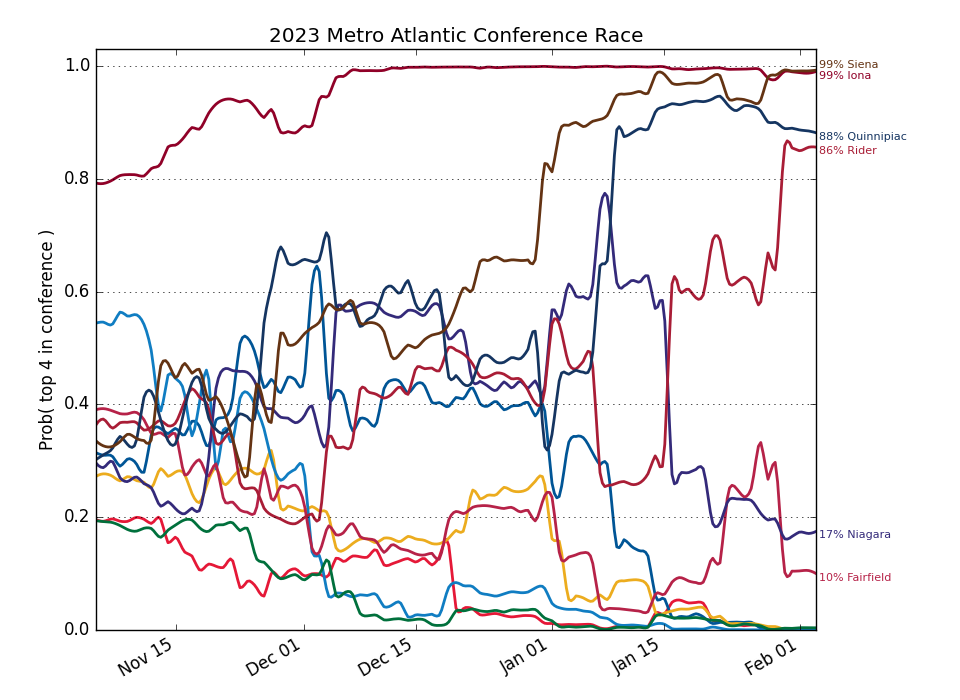 2023 Metro Atlantic Conference Race
Prob( top 4 in conference )
1.0
0.8
0.6
0.4
0.2
0.0
Nov 15
Dec 01
Dec 15
Jan 01
Jan 15
Feb 01
99% Siena
99% Iona
88% Quinnipiac
86% Rider
17% Niagara
10% Fairfield